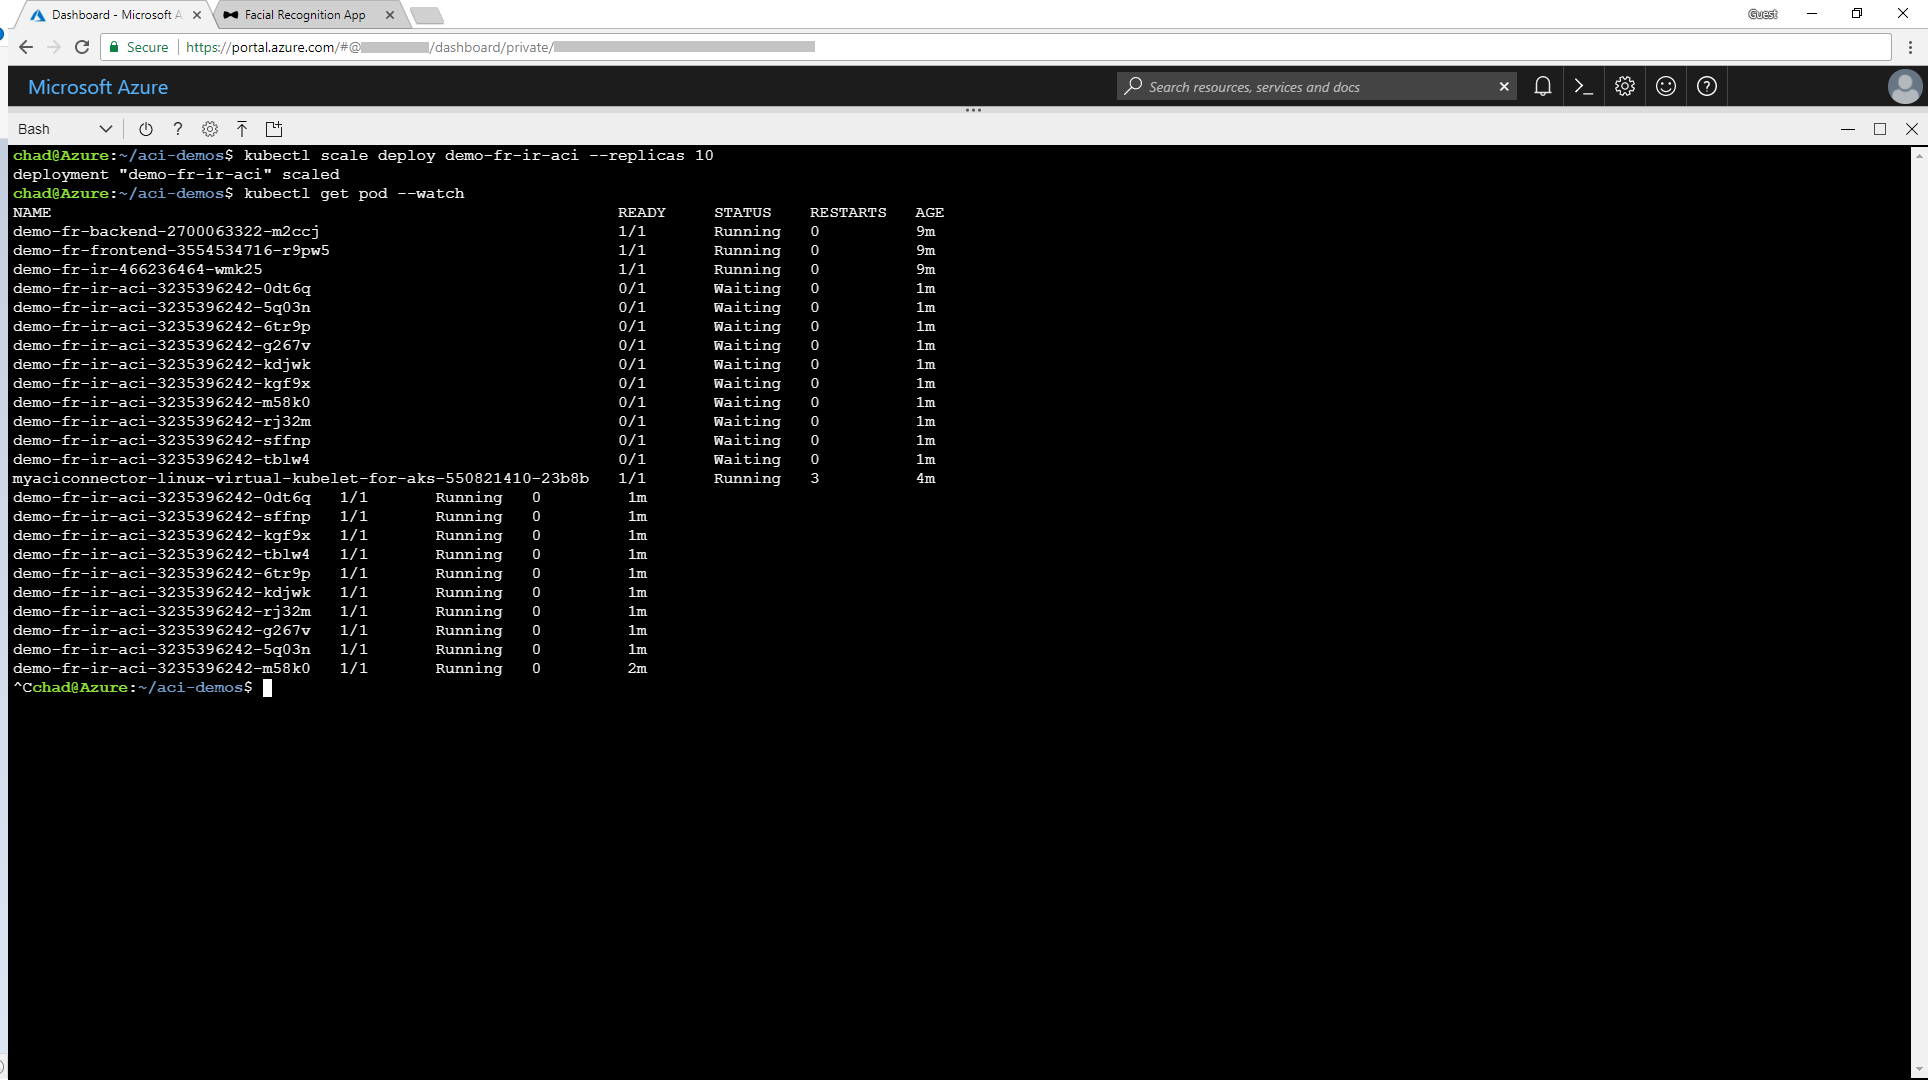 Dashboard - Microsoft A
Facial Recognition App
Guest
Secure
https://portal.azure.com/#@ /dashboard/private/
Microsoft Azure
Search resources, services and docs
Bash
chad@Azure:~/aci-demos$ kubectl scale deploy demo-fr-ir-aci --replicas 10
deployment "demo-fr-ir-aci" scaled
chad@Azure:~/aci-demos$ kubectl get pod --watch
NAME READY STATUS RESTARTS AGE
demo-fr-backend-2700063322-m2ccj 1/1 Running 0 9m
demo-fr-frontend-3554534716-r9pw5 1/1 Running 0 9m
demo-fr-ir-466236464-wmk25 1/1 Running 0 9m
demo-fr-ir-aci-3235396242-0dt6q 0/1 Waiting 0 1m
demo-fr-ir-aci-3235396242-5q03n 0/1 Waiting 0 1m
demo-fr-ir-aci-3235396242-6tr9p 0/1 Waiting 0 1m
demo-fr-ir-aci-3235396242-g267v 0/1 Waiting 0 1m
demo-fr-ir-aci-3235396242-kdjwk 0/1 Waiting 0 1m
demo-fr-ir-aci-3235396242-kgf9x 0/1 Waiting 0 1m
demo-fr-ir-aci-3235396242-m58k0 0/1 Waiting 0 1m
demo-fr-ir-aci-3235396242-rj32m 0/1 Waiting 0 1m
demo-fr-ir-aci-3235396242-sffnp 0/1 Waiting 0 1m
demo-fr-ir-aci-3235396242-tblw4 0/1 Waiting 0 1m
myaciconnector-linux-virtual-kubelet-for-aks-550821410-23b8b 1/1 Running 3 4m
demo-fr-ir-aci-3235396242-0dt6q 1/1 Running 0 1m
demo-fr-ir-aci-3235396242-sffnp 1/1 Running 0 1m
demo-fr-ir-aci-3235396242-kgf9x 1/1 Running 0 1m
demo-fr-ir-aci-3235396242-tblw4 1/1 Running 0 1m
demo-fr-ir-aci-3235396242-6tr9p 1/1 Running 0 1m
demo-fr-ir-aci-3235396242-kdjwk 1/1 Running 0 1m
demo-fr-ir-aci-3235396242-rj32m 1/1 Running 0 1m
demo-fr-ir-aci-3235396242-g267v 1/1 Running 0 1m
demo-fr-ir-aci-3235396242-5q03n 1/1 Running 0 1m
demo-fr-ir-aci-3235396242-m58k0 1/1 Running 0 2m
^Cchad@Azure:~/aci-demos$